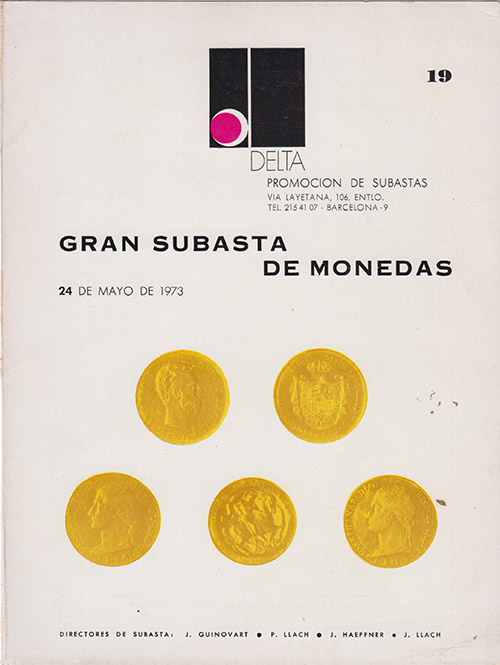 19
DELTA
PROMOCION DE SUBASTAS
VIA LAYETANA, 106, ENTLO.
TEL. 215 41 07 - BARCELONA-9
GRAN SUBASTA
DE MONEDAS
24 DE MAYO DE 1973
DIRECTORES DE SUBASTA: J. GUINOVART ● P. LLACH ● J. HAEFFNER ● J. LLACH